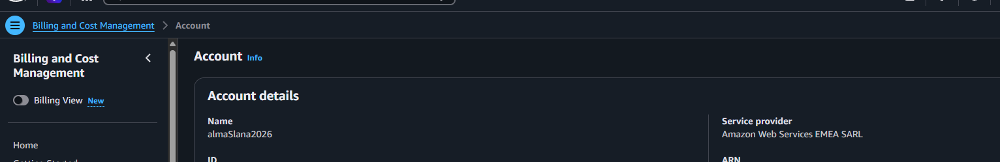 Billing and Cost Management > Account
Billing and Cost
Management
Billing View New
Home
Account Info
Account details
Name
almaSlana2026
Service provider
Amazon Web Services EMEA SARL
ID
ARN